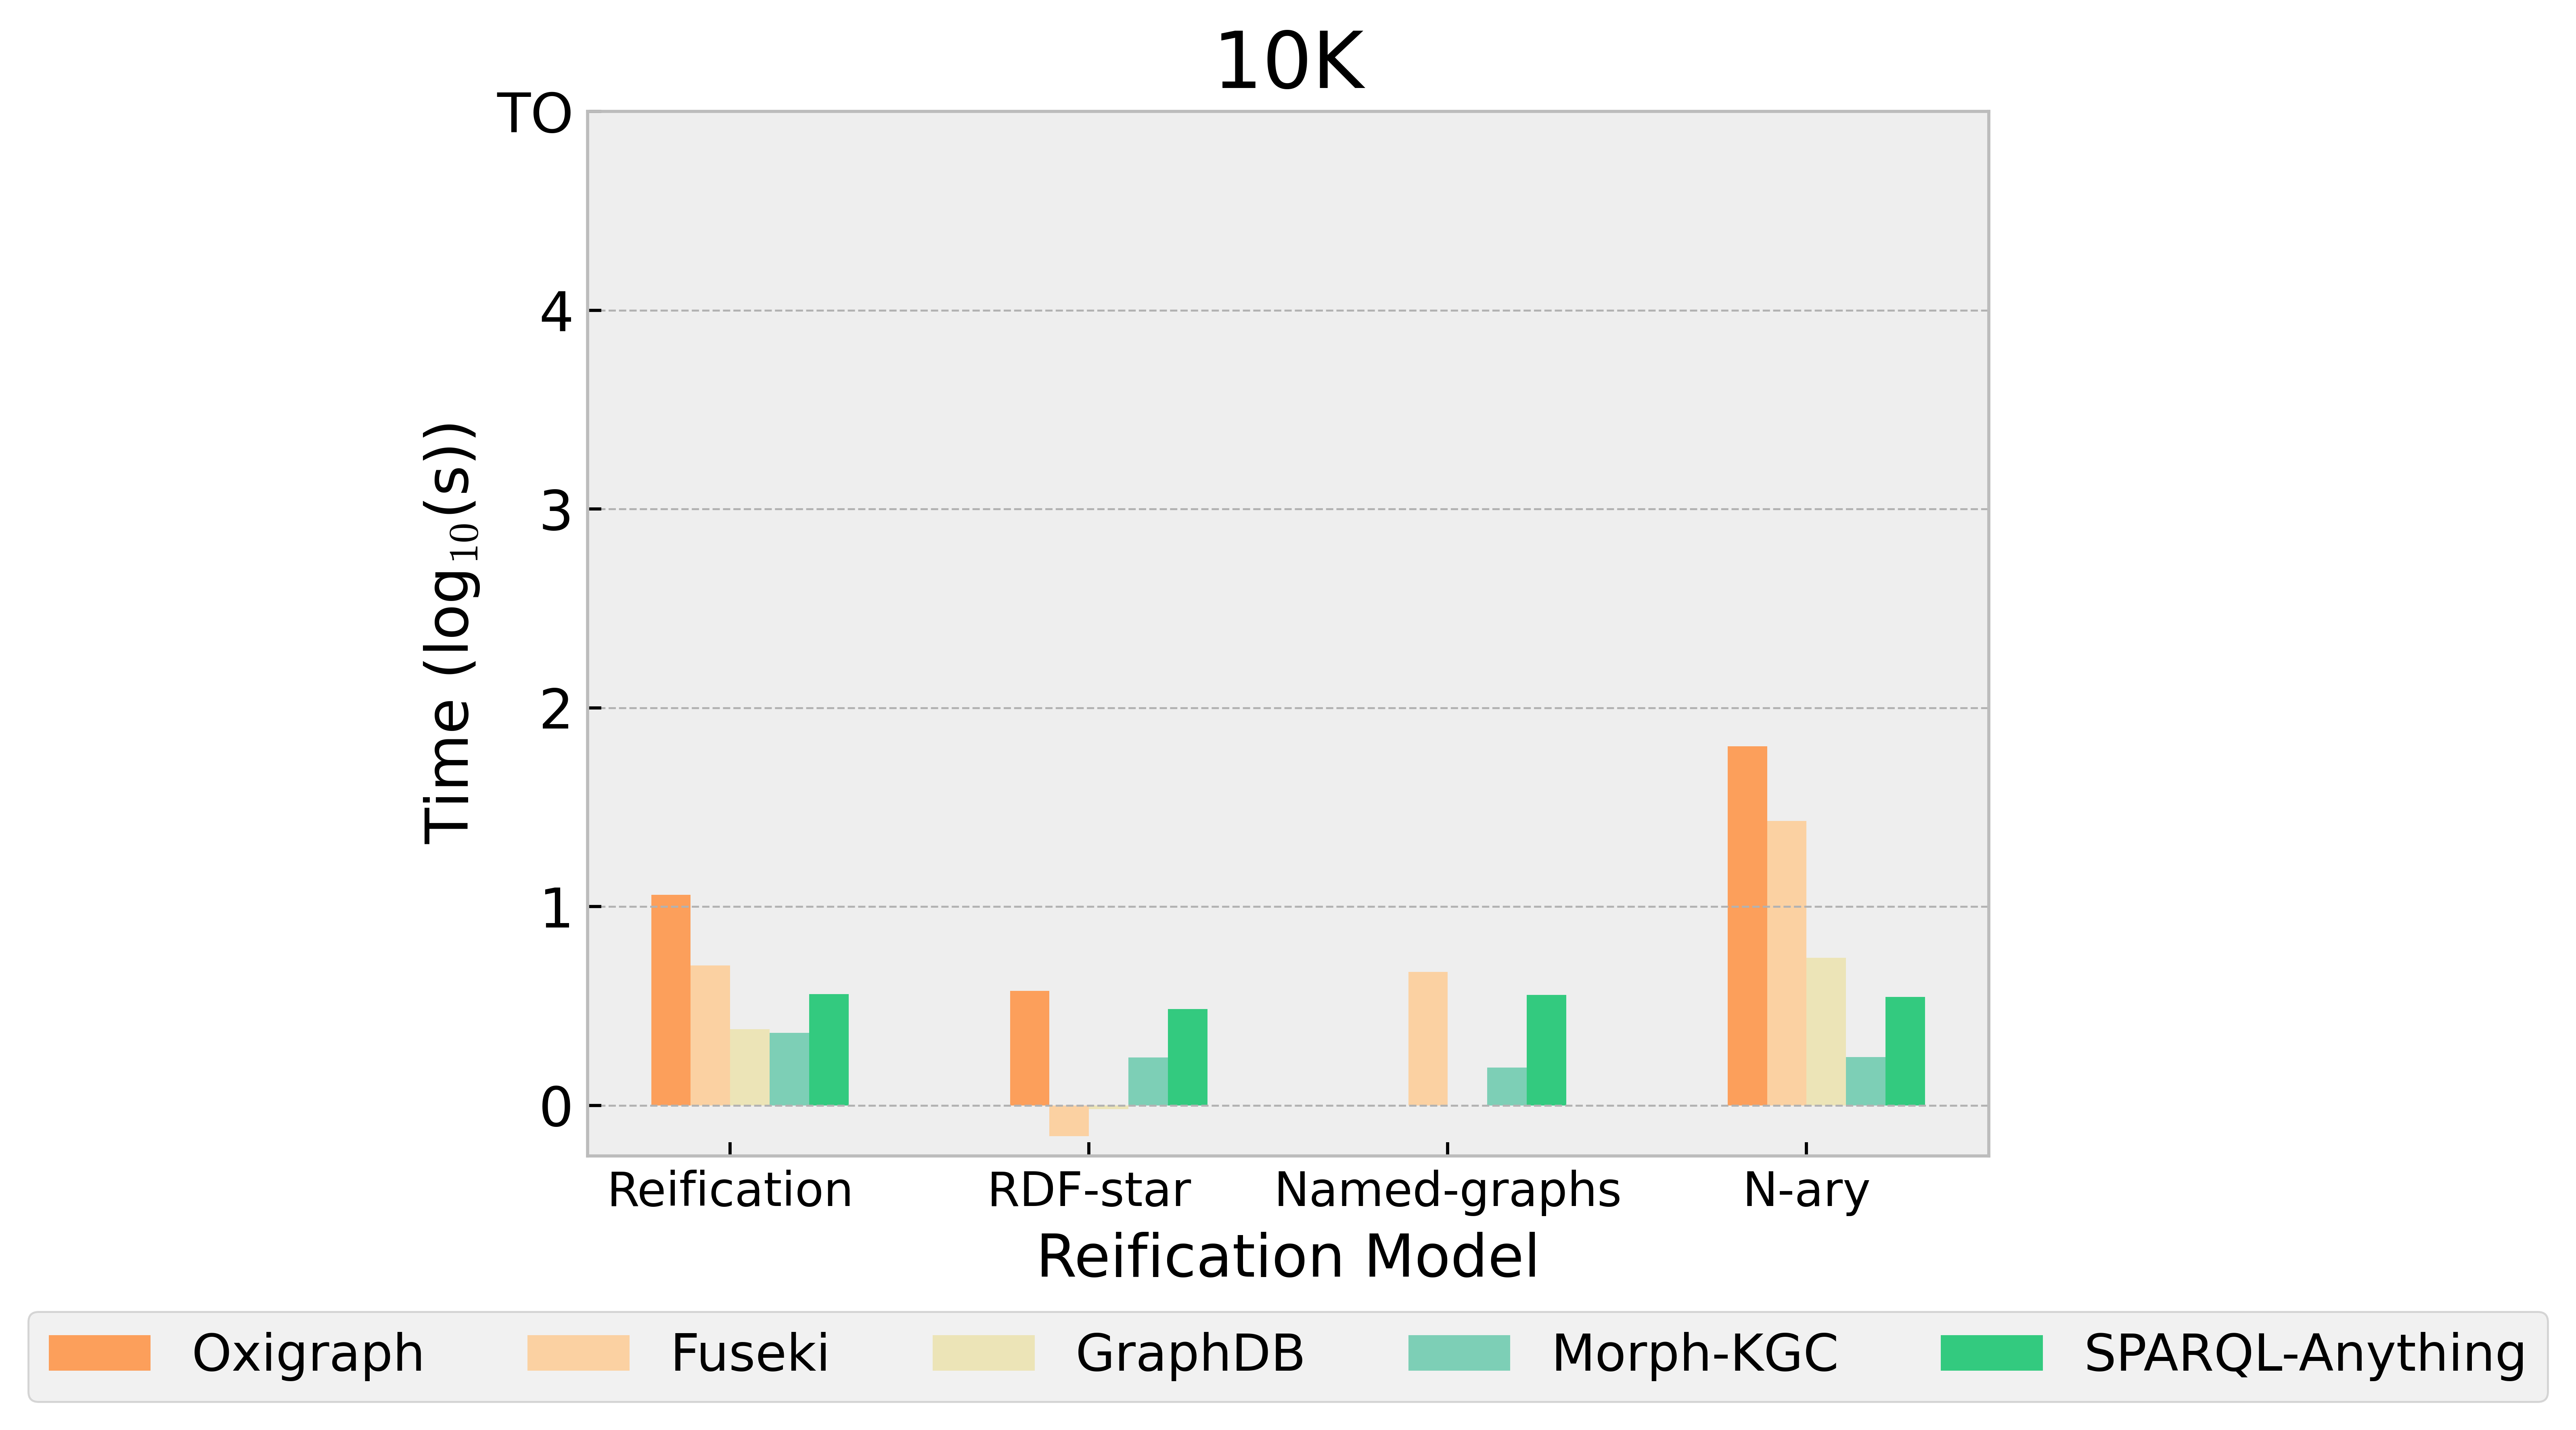 10K
TO
4
3
2
1
0
Time (log10(s))
Reification RDF-star Named-graphs N-ary
Reification Model
Oxigraph Fuseki GraphDB Morph-KGC SPARQL-Anything